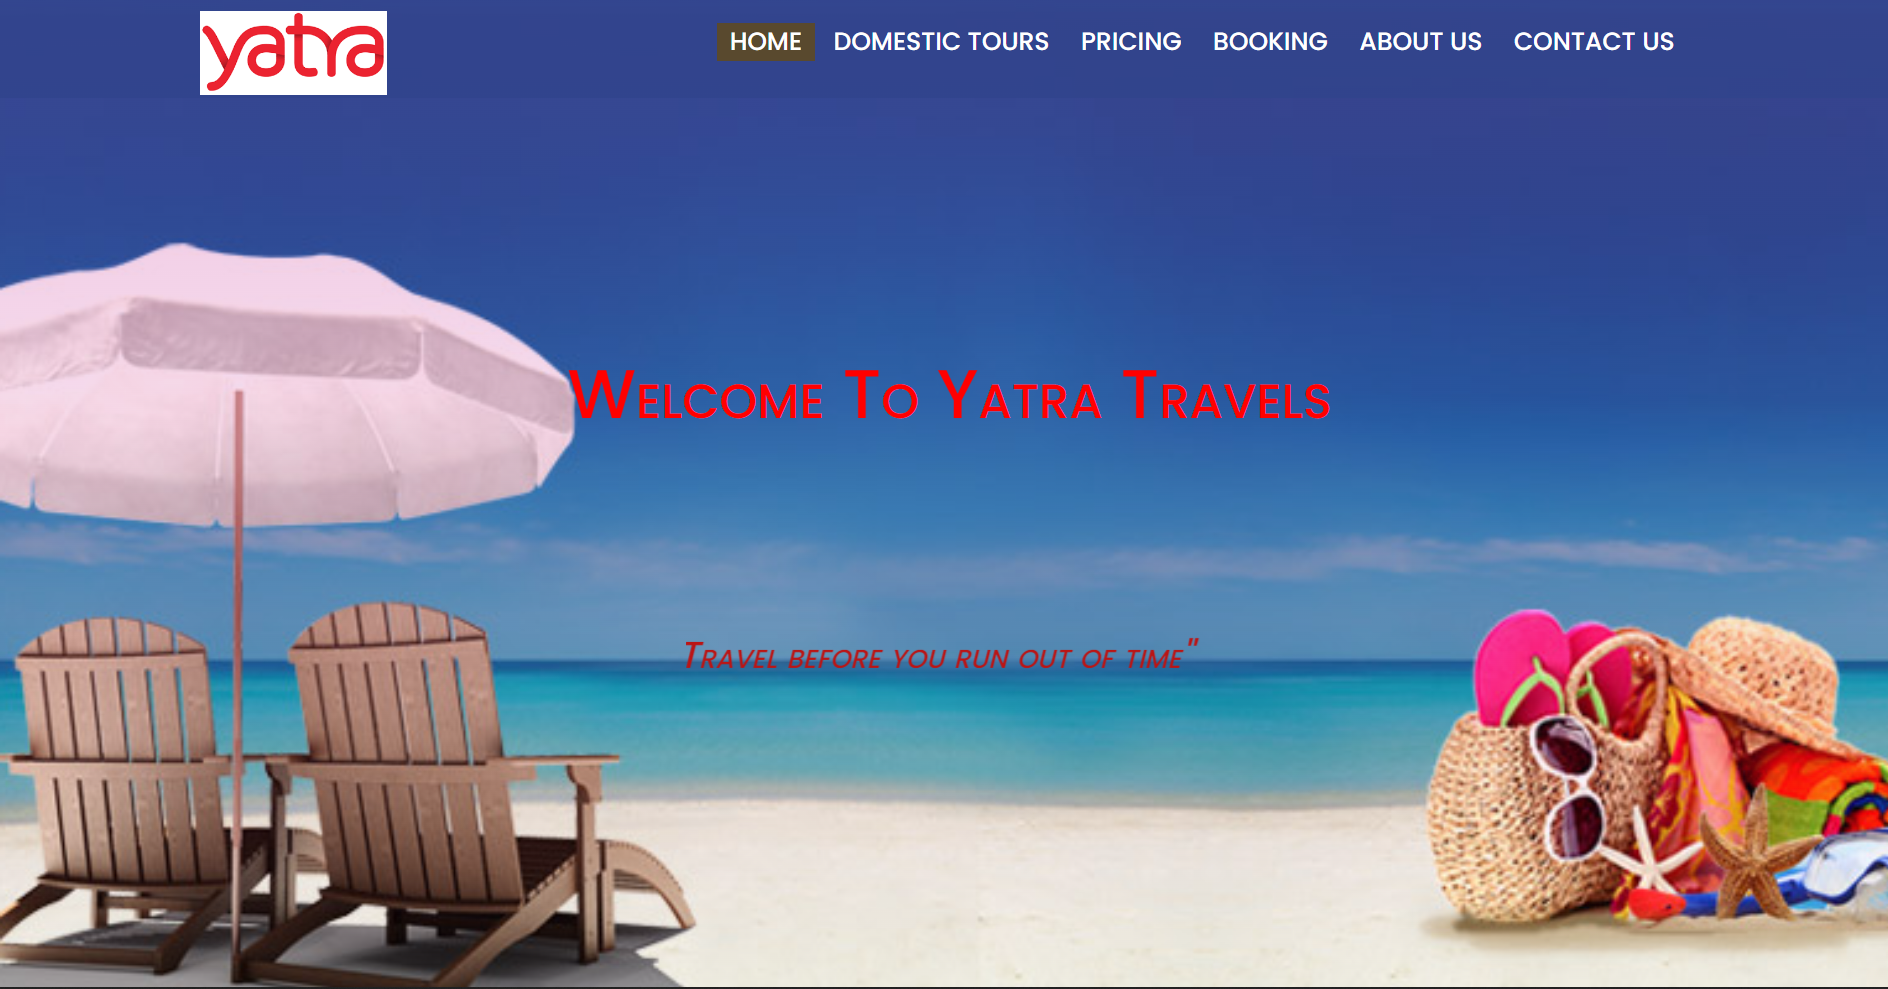 yatra
HOME DOMESTIC TOURS PRICING BOOKING ABOUT US CONTACT US
Welcome To Yatra Travels
Travel before you run out of time"